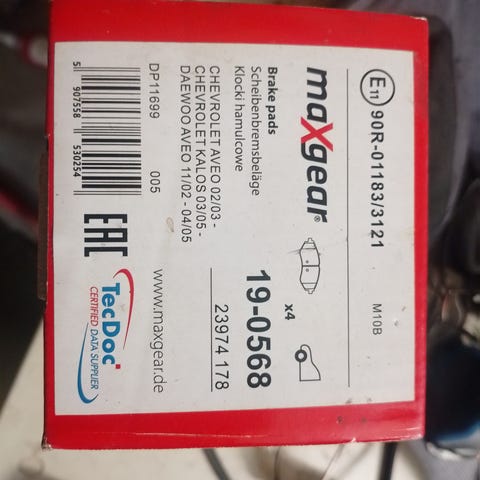 E11 90R-01183/3121
M10B
maXgear®
x4
Brake pads
Scheibenbremsbeläge
Klocki hamulcowe
19-0568
23974 178
CHEVROLET AVEO 02/03-
CHEVROLET KALOS 03/05 -
DAEWOO AVEO 11/02 - 04/05
DP11699
005
www.maxgear.de
5 907558 530254
EAC
TecDoc
CERTIFIED DATA SUPPLIER